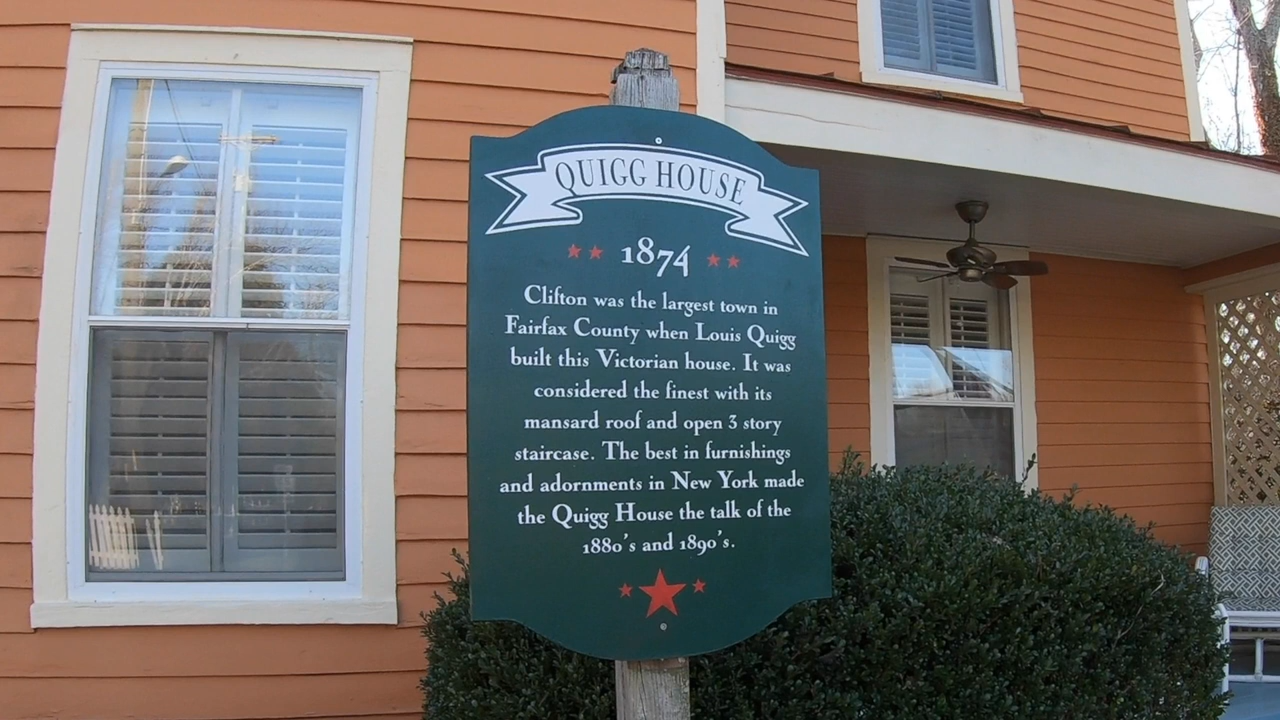 QUIGG HOUSE
1874
Clifton was the largest town in
Fairfax County when Louis Quigg
built this Victorian house. It was
considered the finest with its
mansard roof and open 3 story
staircase. The best in furnishings
and adornments in New York made
the Quigg House the talk of the
1880's and 1890's.